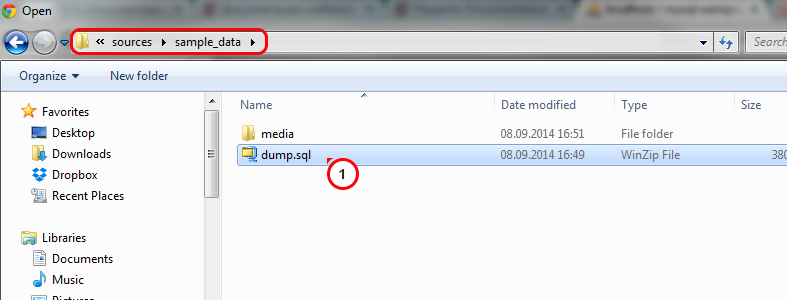 Open
« sources sample_data
Search
Organize New folder
Name Date modified Type Size
Favorites
Desktop
Downloads
Dropbox
Recent Places
Libraries
Documents
Music
media 08.09.2014 16:51 File folder
dump.sql 08.09.2014 16:49 WinZip File 380
1